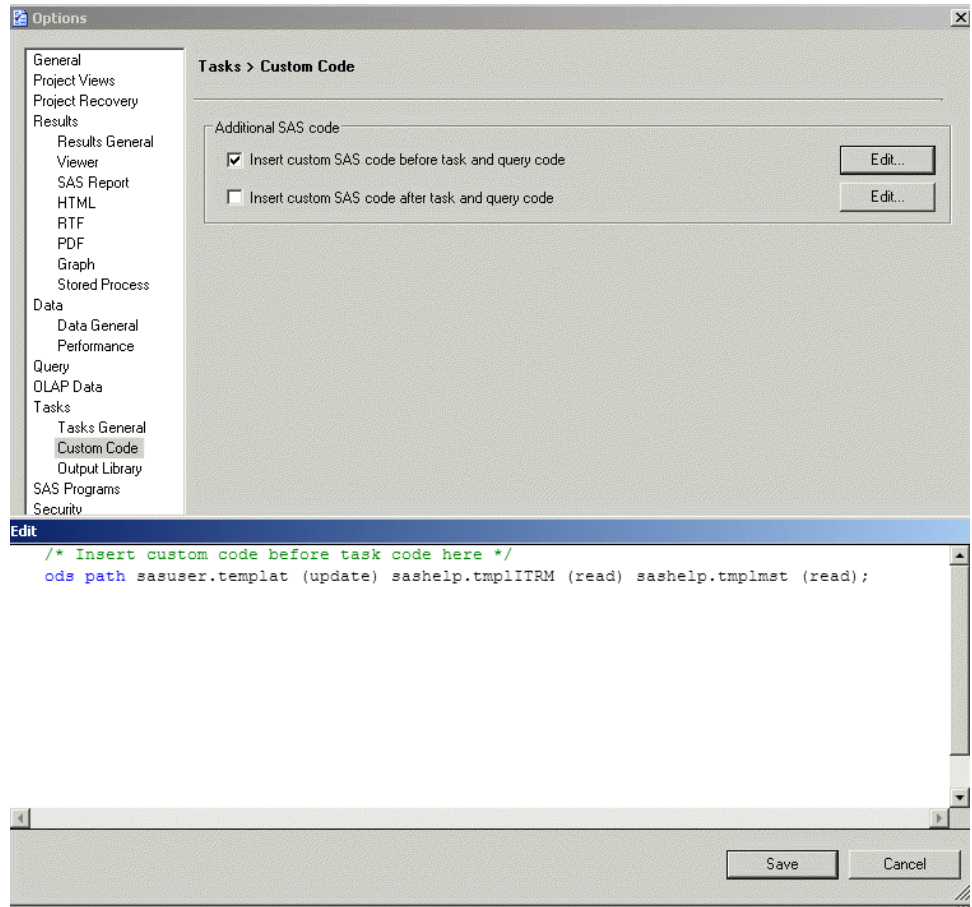 Options
General
Project Views
Project Recovery
Results
Results General
Viewer
SAS Report
HTML
RTF
PDF
Graph
Stored Process
Data
Data General
Performance
Query
OLAP Data
Tasks
Tasks General
Custom Code
Output Library
SAS Programs
Security
Tasks > Custom Code
Additional SAS code
Insert custom SAS code before task and query code
Edit...
Insert custom SAS code after task and query code
Edit...
Edit
/* Insert custom code before task code here */
ods path sasuser.templat (update) sashelp.tmplITRM (read) sashelp.tmplmst (read);
Save
Cancel